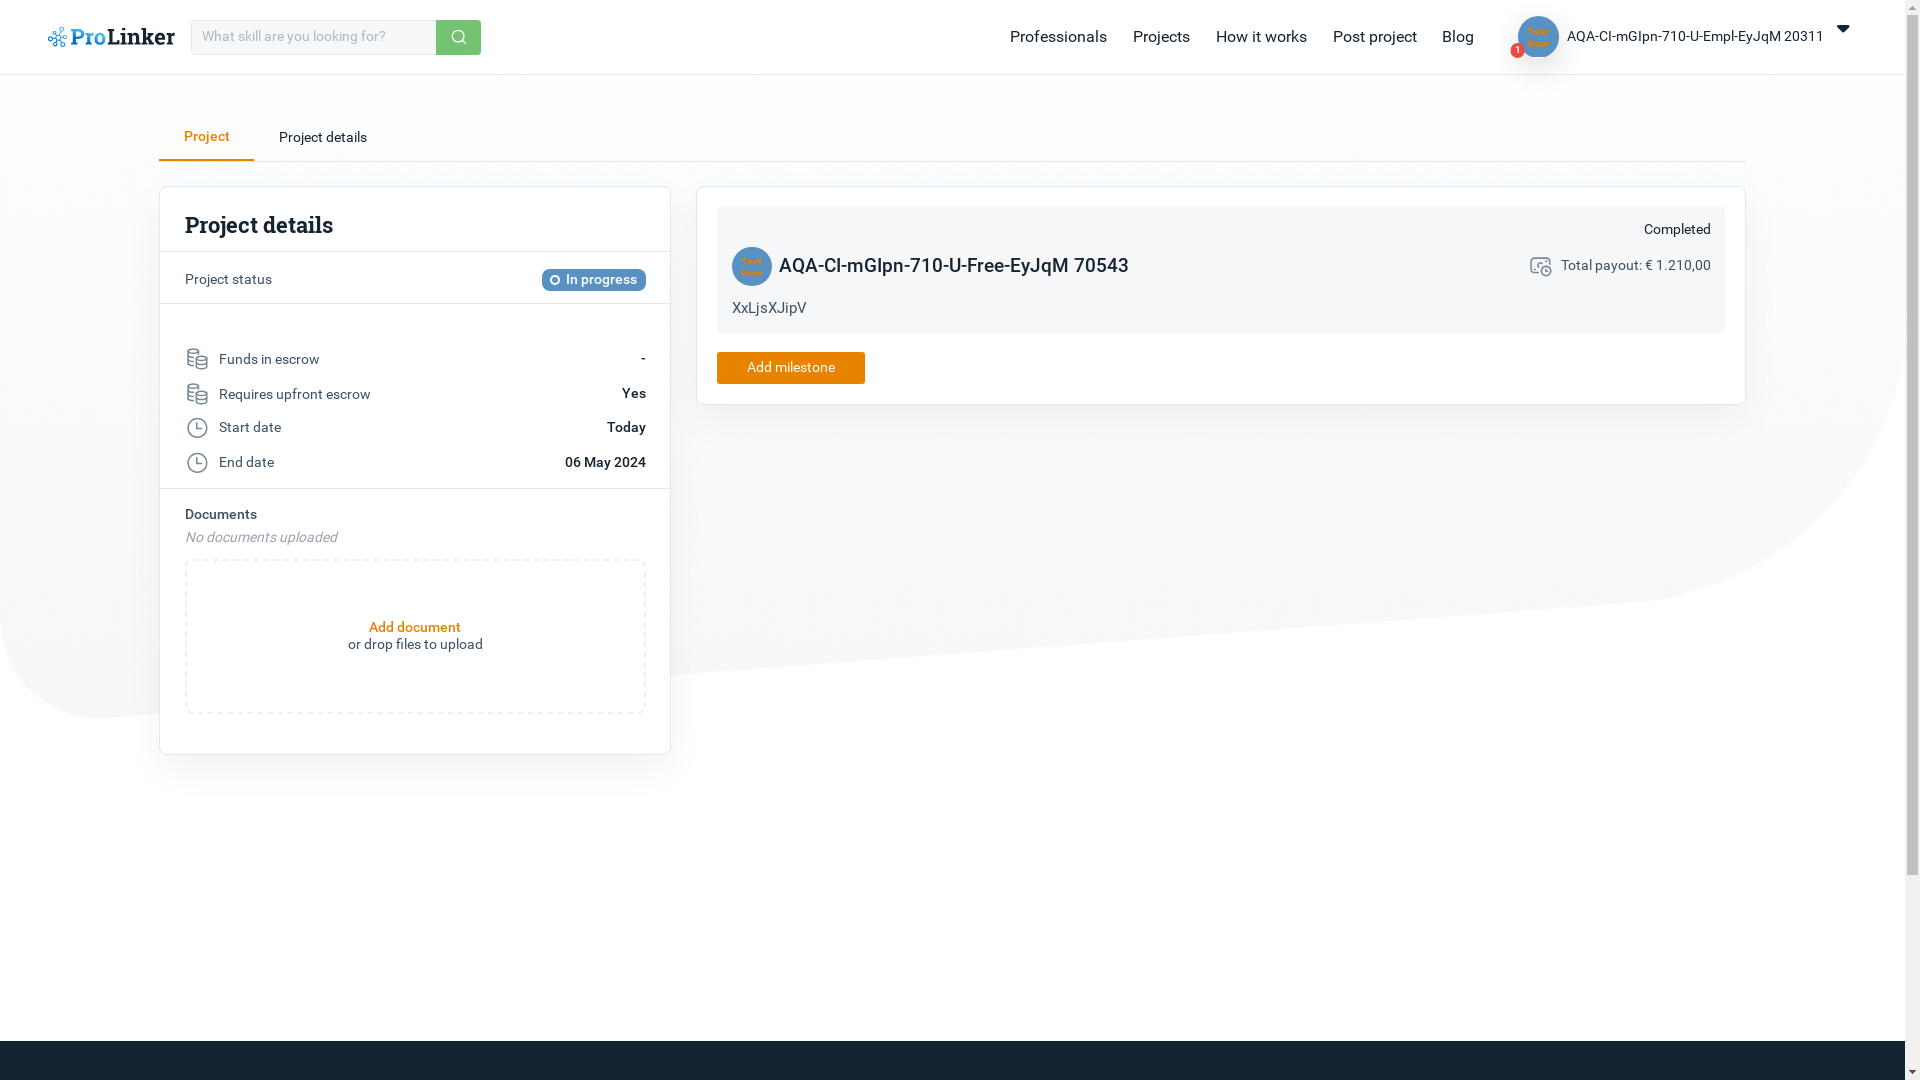 ProLinker
What skill are you looking for?
Professionals
Projects
How it works
Post project
Blog
Test
User
1
AQA-CI-mGIpn-710-U-Empl-EyJqM 20311
Project
Project details
Project details
Project status
In progress
Funds in escrow
-
Requires upfront escrow
Yes
Start date
Today
End date
06 May 2024
Documents
No documents uploaded
Add document
or drop files to upload
Completed
Test
User
AQA-CI-mGIpn-710-U-Free-EyJqM 70543
Total payout: € 1.210,00
XxLjsXJipV
Add milestone